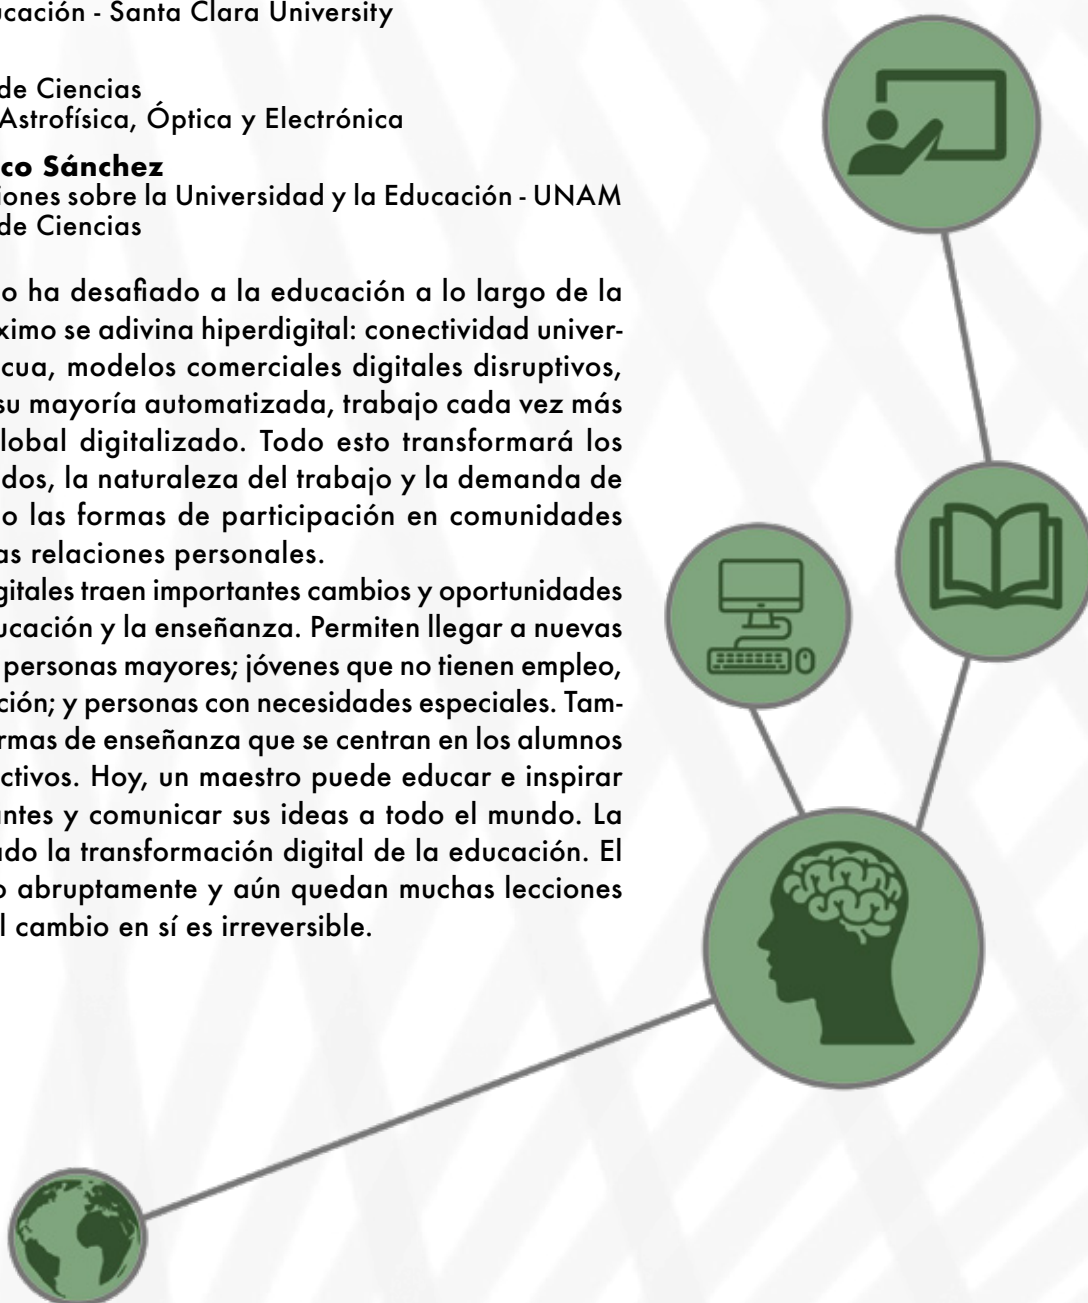 ucación - Santa Clara University
de Ciencias
Astrofísica, Óptica y Electrónica
co Sánchez
iones sobre la Universidad y la Educación - UNAM
de Ciencias
o ha desafiado a la educación a lo largo de la
ximo se adivina hiperdigital: conectividad univer-
cua, modelos comerciales digitales disruptivos,
su mayoría automatizada, trabajo cada vez más
lobal digitalizado. Todo esto transformará los
dos, la naturaleza del trabajo y la demanda de
o las formas de participación en comunidades
as relaciones personales.
gitales traen importantes cambios y oportunidades
ucación y la enseñanza. Permiten llegar a nuevas
personas mayores; jóvenes que no tienen empleo,
ción; y personas con necesidades especiales. Tam-
rmas de enseñanza que se centran en los alumnos
ctivos. Hoy, un maestro puede educar e inspirar
antes y comunicar sus ideas a todo el mundo. La
ado la transformación digital de la educación. El
o abruptamente y aún quedan muchas lecciones
l cambio en sí es irreversible.